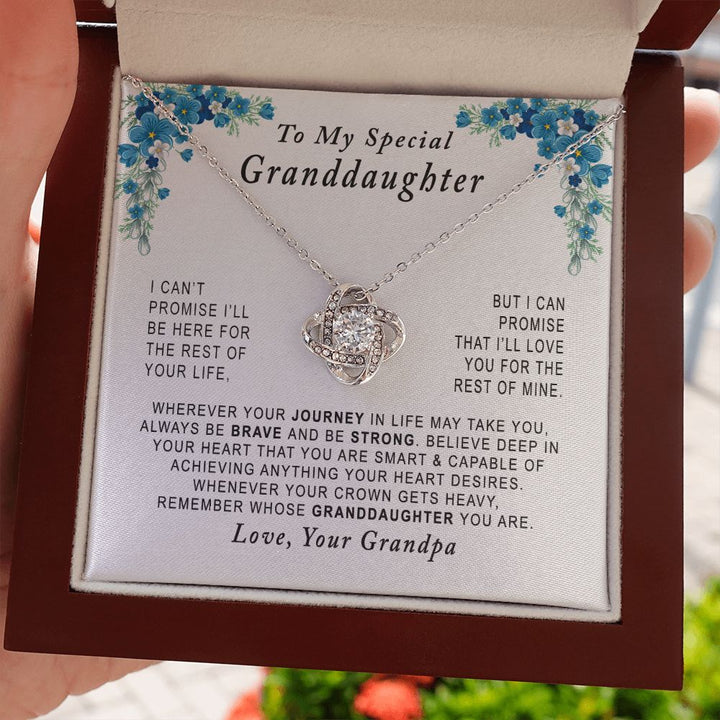 To My Special
Granddaughter
I CAN'T
PROMISE I'LL
BE HERE FOR
THE REST OF
YOUR LIFE,
BUT I CAN
PROMISE
THAT I'LL LOVE
YOU FOR THE
REST OF MINE.
WHEREVER YOUR JOURNEY IN LIFE MAY TAKE YOU,
ALWAYS BE BRAVE AND BE STRONG. BELIEVE DEEP IN
YOUR HEART THAT YOU ARE SMART & CAPABLE OF
ACHIEVING ANYTHING YOUR HEART DESIRES.
WHENEVER YOUR CROWN GETS HEAVY,
REMEMBER WHOSE GRANDDAUGHTER YOU ARE.
Love, Your Grandpa